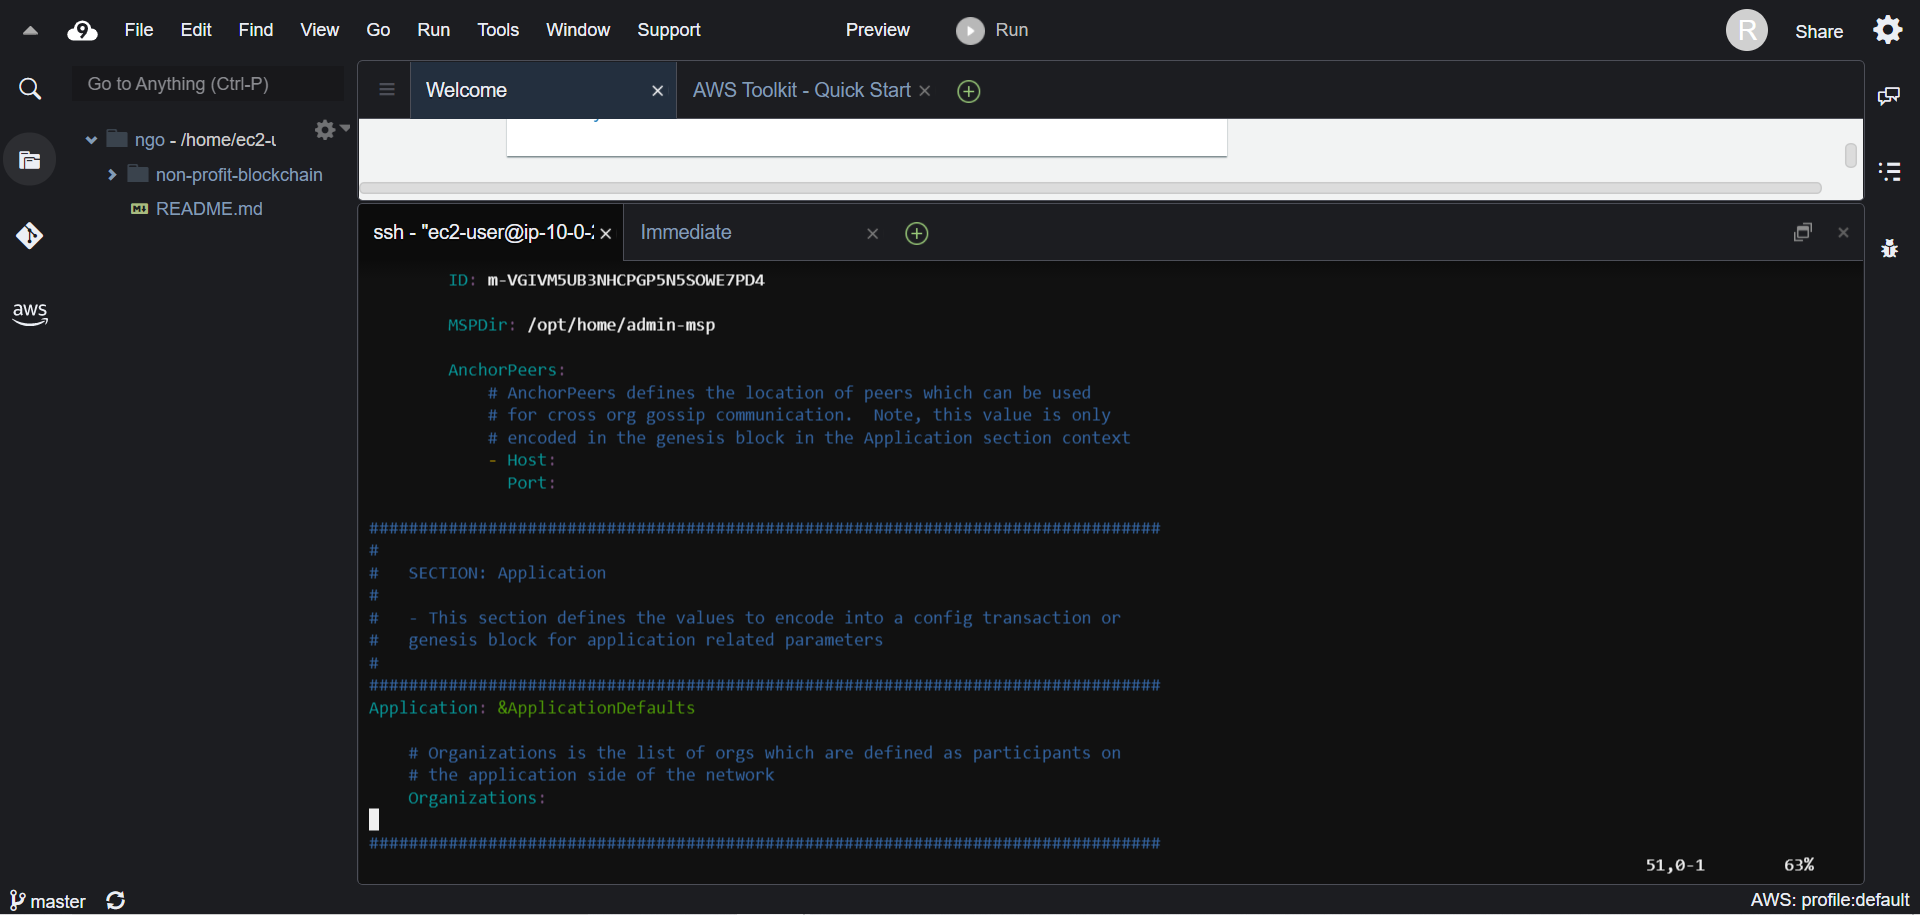 9 File Edit Find View Go Run Tools Window Support Preview Run R Share
Go to Anything (Ctrl-P)
Welcome × AWS Toolkit - Quick Start ×
ngo - /home/ec2-u
non-profit-blockchain
README.md
aws
ssh - "ec2-user@ip-10-0-2 × Immediate ×
ID: m-VGIVM5UB3NHCPGP5N5SOWE7PD4
MSPDir: /opt/home/admin-msp
AnchorPeers:
# AnchorPeers defines the location of peers which can be used
# for cross org gossip communication.  Note, this value is only
# encoded in the genesis block in the Application section context
- Host:
Port:
################################################################################
#
#   SECTION: Application
#
#   - This section defines the values to encode into a config transaction or
#   genesis block for application related parameters
#
################################################################################
Application: &ApplicationDefaults
# Organizations is the list of orgs which are defined as participants on
# the application side of the network
Organizations:
################################################################################
51,0-1 63%
master
AWS: profile:default